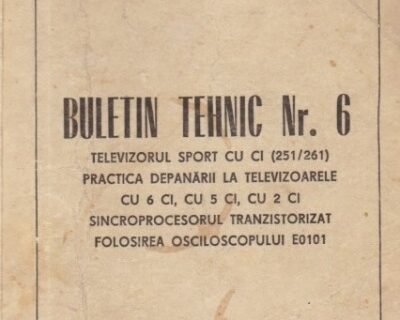 BULETIN TEHNIC Nr. 6
TELEVIZORUL SPORT CU CI (251/261)
PRACTICA DEPANĂRII LA TELEVIZOARELE
CU 6 CI, CU 5 CI, CU 2 CI
SINCROPROCESORUL TRANZISTORIZAT
FOLOSIREA OSCILOSCOPULUI E0101